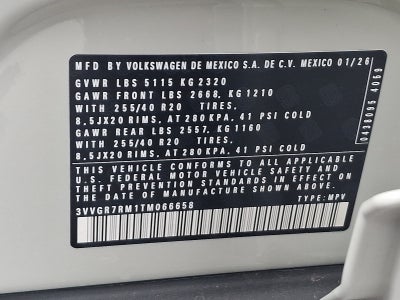 MFD BY VOLKSWAGEN DE MEXICO S.A. DE C.V. MEXICO 01/26
GVWR LBS 5115 KG 2320
GAWR FRONT LBS 2668, KG 1210
WITH 255/40 R20 TIRES,
8,5JX20 RIMS, AT 280 KPA, 41 PSI COLD
GAWR REAR LBS 2557, KG 1160
WITH 255/40 R20 TIRES,
8,5JX20 RIMS, AT 280 KPA, 41 PSI COLD
THIS VEHICLE CONFORMS TO ALL APPLICABLE
U.S. FEDERAL MOTOR VEHICLE SAFETY AND
THEFT PREVENTION STANDARDS IN EFFECT ON
THE DATE OF MANUFACTURE SHOWN ABOVE.
3VVGR7RM1TM066658 TYPE: MPV
0438095 4069